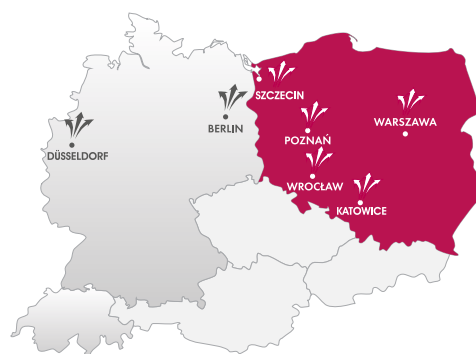 SZCZECIN
BERLIN
WARSZAWA
POZNAŃ
DÜSSELDORF
WROCŁAW
KATOWICE